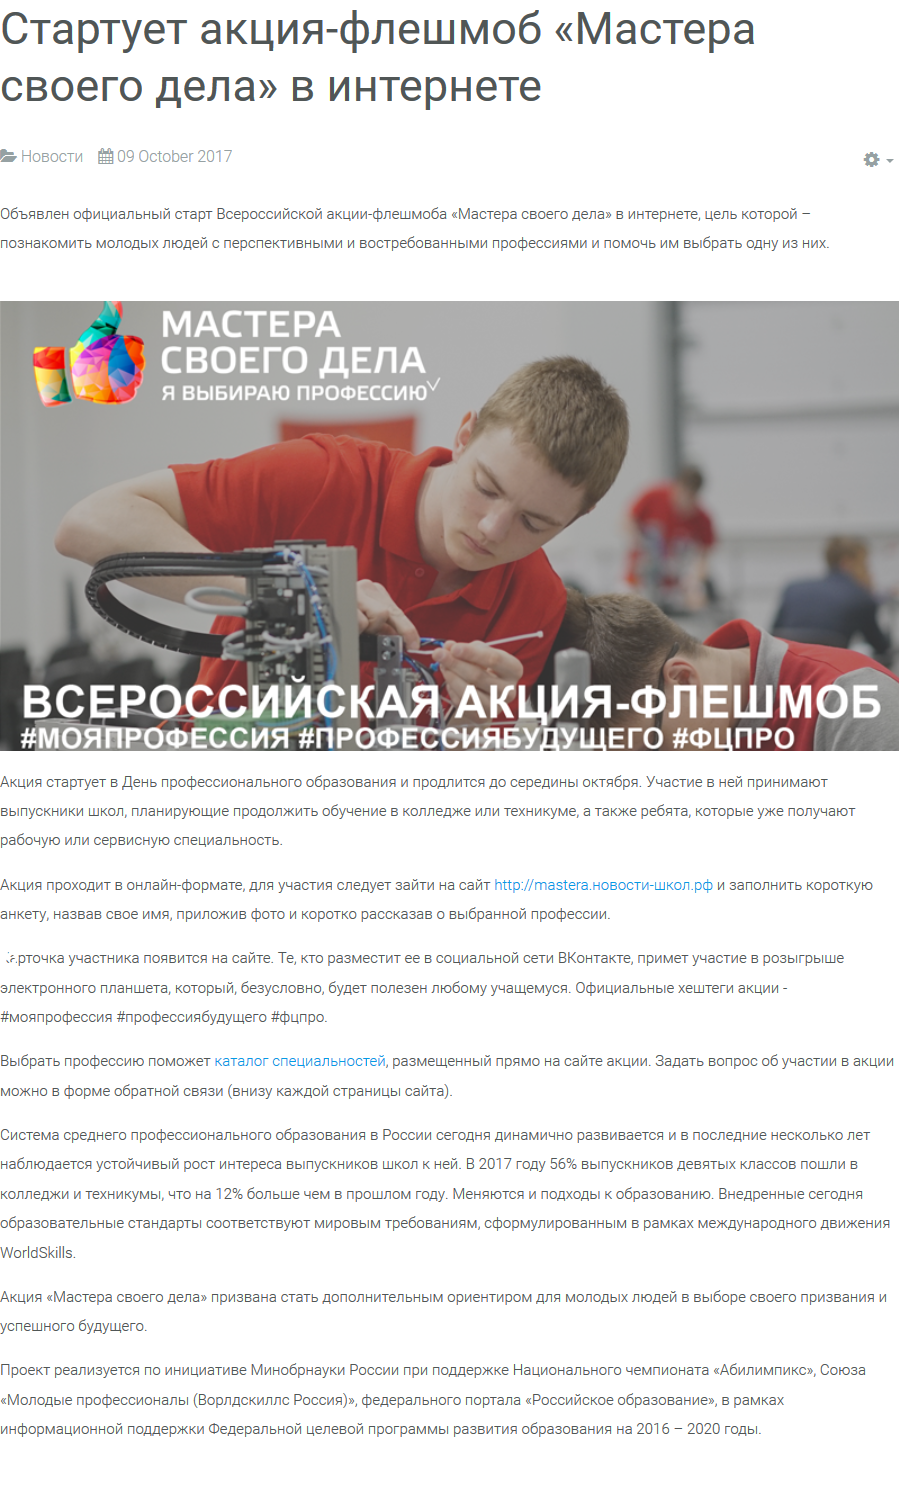 Стартует акция-флешмоб «Мастера
своего дела» в интернете
Новости 09 October 2017
Объявлен официальный старт Всероссийской акции-флешмоба «Мастера своего дела» в интернете, цель которой –
познакомить молодых людей с перспективными и востребованными профессиями и помочь им выбрать одну из них.
МАСТЕРА
СВОЕГО ДЕЛА
Я ВЫБИРАЮ ПРОФЕССИЮ
ВСЕРОССИЙСКАЯ АКЦИЯ-ФЛЕШМОБ
#МОЯПРОФЕССИЯ #ПРОФЕССИЯБУДУЩЕГО #ФЦПРО
Акция стартует в День профессионального образования и продлится до середины октября. Участие в ней принимают
выпускники школ, планирующие продолжить обучение в колледже или техникуме, а также ребята, которые уже получают
рабочую или сервисную специальность.
Акция проходит в онлайн-формате, для участия следует зайти на сайт http://mastera.новости-школ.рф и заполнить короткую
анкету, назвав свое имя, приложив фото и коротко рассказав о выбранной профессии.
рточка участника появится на сайте. Те, кто разместит ее в социальной сети ВКонтакте, примет участие в розыгрыше
электронного планшета, который, безусловно, будет полезен любому учащемуся. Официальные хештеги акции -
#мояпрофессия #профессиябудущего #фцпро.
Выбрать профессию поможет каталог специальностей, размещенный прямо на сайте акции. Задать вопрос об участии в акции
можно в форме обратной связи (внизу каждой страницы сайта).
Система среднего профессионального образования в России сегодня динамично развивается и в последние несколько лет
наблюдается устойчивый рост интереса выпускников школ к ней. В 2017 году 56% выпускников девятых классов пошли в
колледжи и техникумы, что на 12% больше чем в прошлом году. Меняются и подходы к образованию. Внедренные сегодня
образовательные стандарты соответствуют мировым требованиям, сформулированным в рамках международного движения
WorldSkills.
Акция «Мастера своего дела» призвана стать дополнительным ориентиром для молодых людей в выборе своего призвания и
успешного будущего.
Проект реализуется по инициативе Минобрнауки России при поддержке Национального чемпионата «Абилимпикс», Союза
«Молодые профессионалы (Ворлдскиллс Россия)», федерального портала «Российское образование», в рамках
информационной поддержки Федеральной целевой программы развития образования на 2016 – 2020 годы.